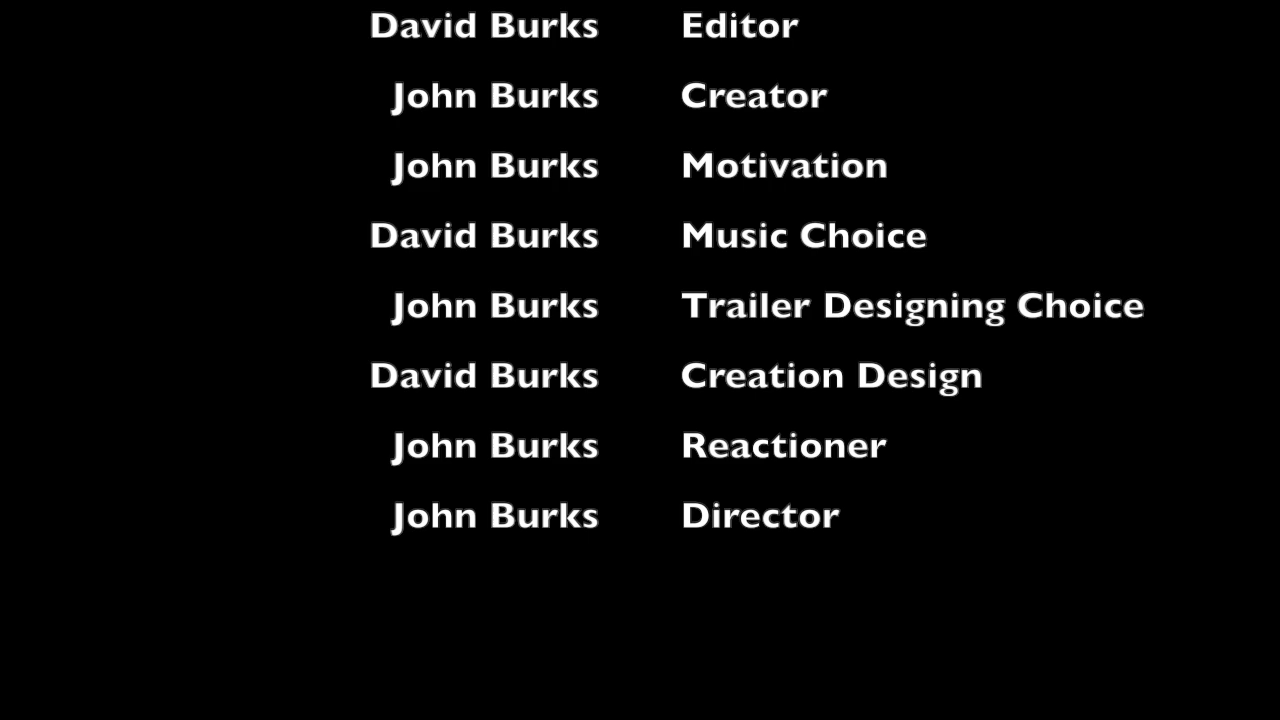 David Burks Editor
John Burks Creator
John Burks Motivation
David Burks Music Choice
John Burks Trailer Designing Choice
David Burks Creation Design
John Burks Reactioner
John Burks Director